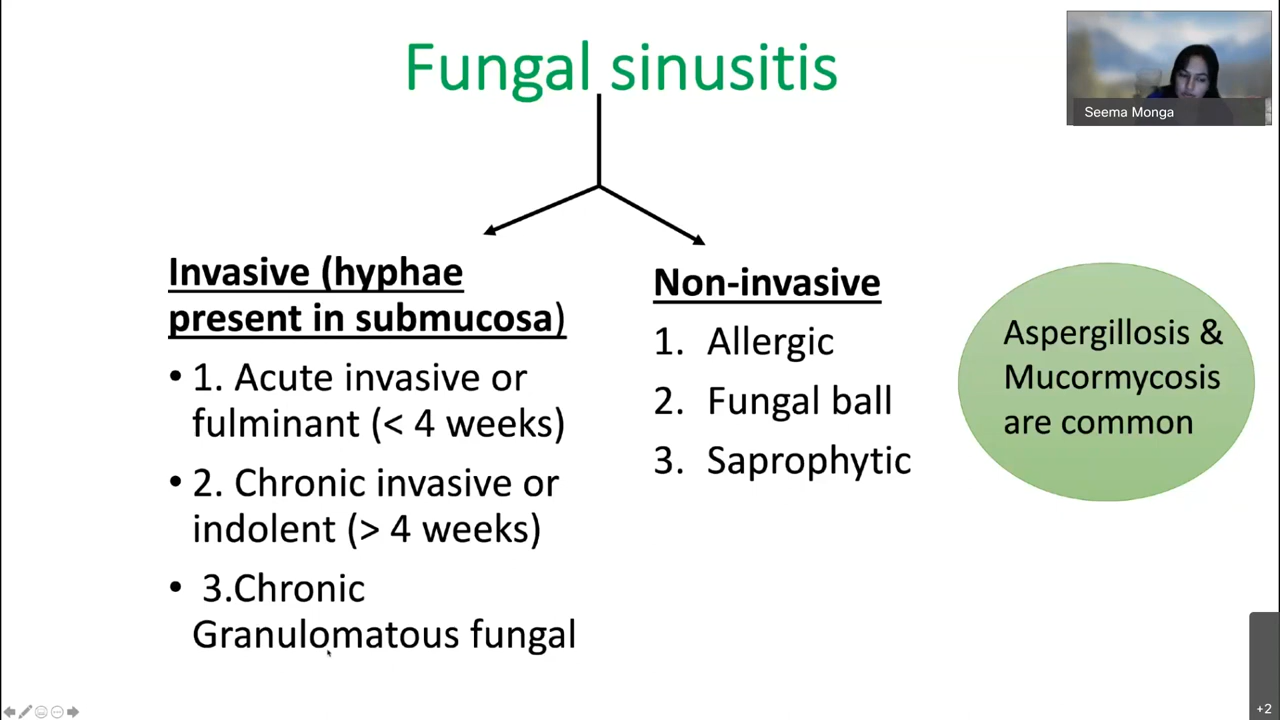 Fungal sinusitis
Seema Monga
Invasive (hyphae
present in submucosa)
• 1. Acute invasive or
fulminant (< 4 weeks)
• 2. Chronic invasive or
indolent (> 4 weeks)
• 3.Chronic
Granulomatous fungal
Non-invasive
1. Allergic
2. Fungal ball
3. Saprophytic
Aspergillosis &
Mucormycosis
are common
+2